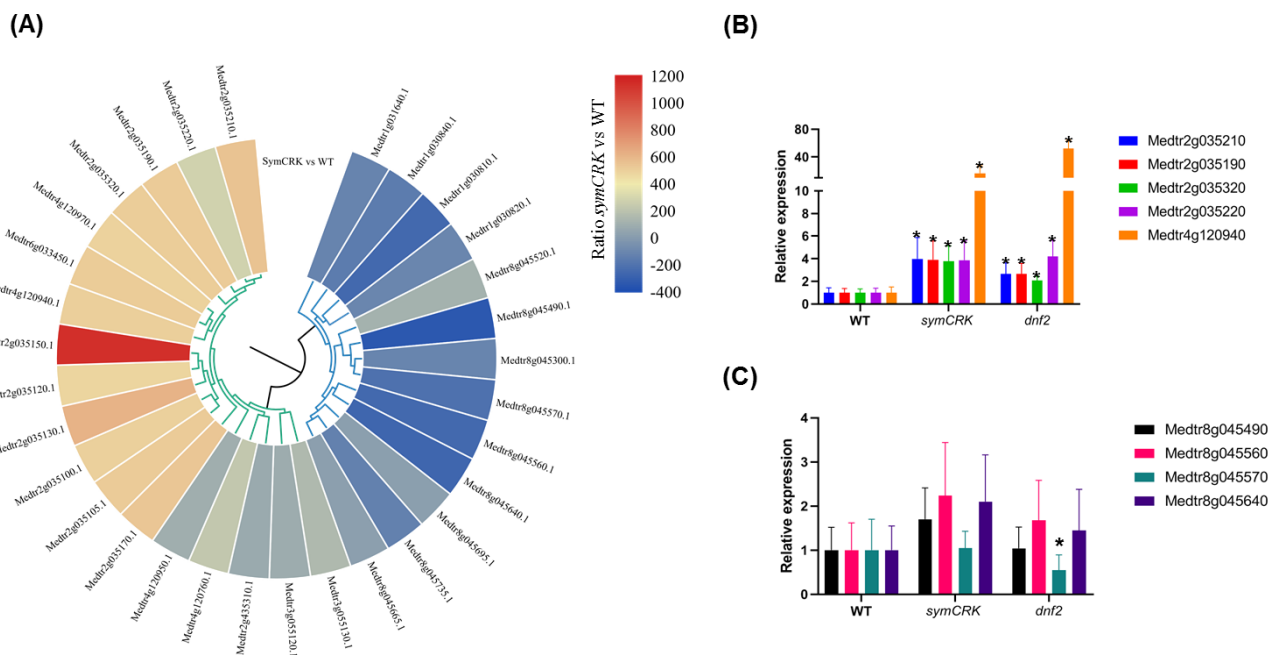 (A)
Medtr2g035210.1
Medtr2g035220.1
Medtr2g035190.1
Medtr2g035320.1
Medtr4g120970.1
Medtr6g033450.1
edtr4g120940.1
tr2g035150.1
tr2g035120.1
Medtr2g035130.1
Medtr2g035100.1
Medtr2g035105.1
Medtr2g035170.1
Medtr4g120950.1
Medtr4g120760.1
Medtr2g435310.1
Medtr3g055120.1
Medtr3g055130.1
Medtr8g045665.1
Medtr8g045735.1
Medtr8g045695.1
Medtr8g045640.1
Medtr8g045560.1
Medtr8g045570.1
Medtr8g045300.1
Medtr8g045490.1
Medtr8g045520.1
Medtr1g030820.1
Medtr1g030810.1
Medtr1g030840.1
Medtr1g031640.1
SymCRK vs WT
Ratio symCRK vs WT
1200
1000
800
600
400
200
0
-200
-400
(B)
Relative expression
80
40
10
8
6
4
2
0
* * * * *
* * * * *
WT symCRK dnf2
Medtr2g035210
Medtr2g035190
Medtr2g035320
Medtr2g035220
Medtr4g120940
(C)
Relative expression
4
3
2
1
0
*
WT symCRK dnf2
Medtr8g045490
Medtr8g045560
Medtr8g045570
Medtr8g045640